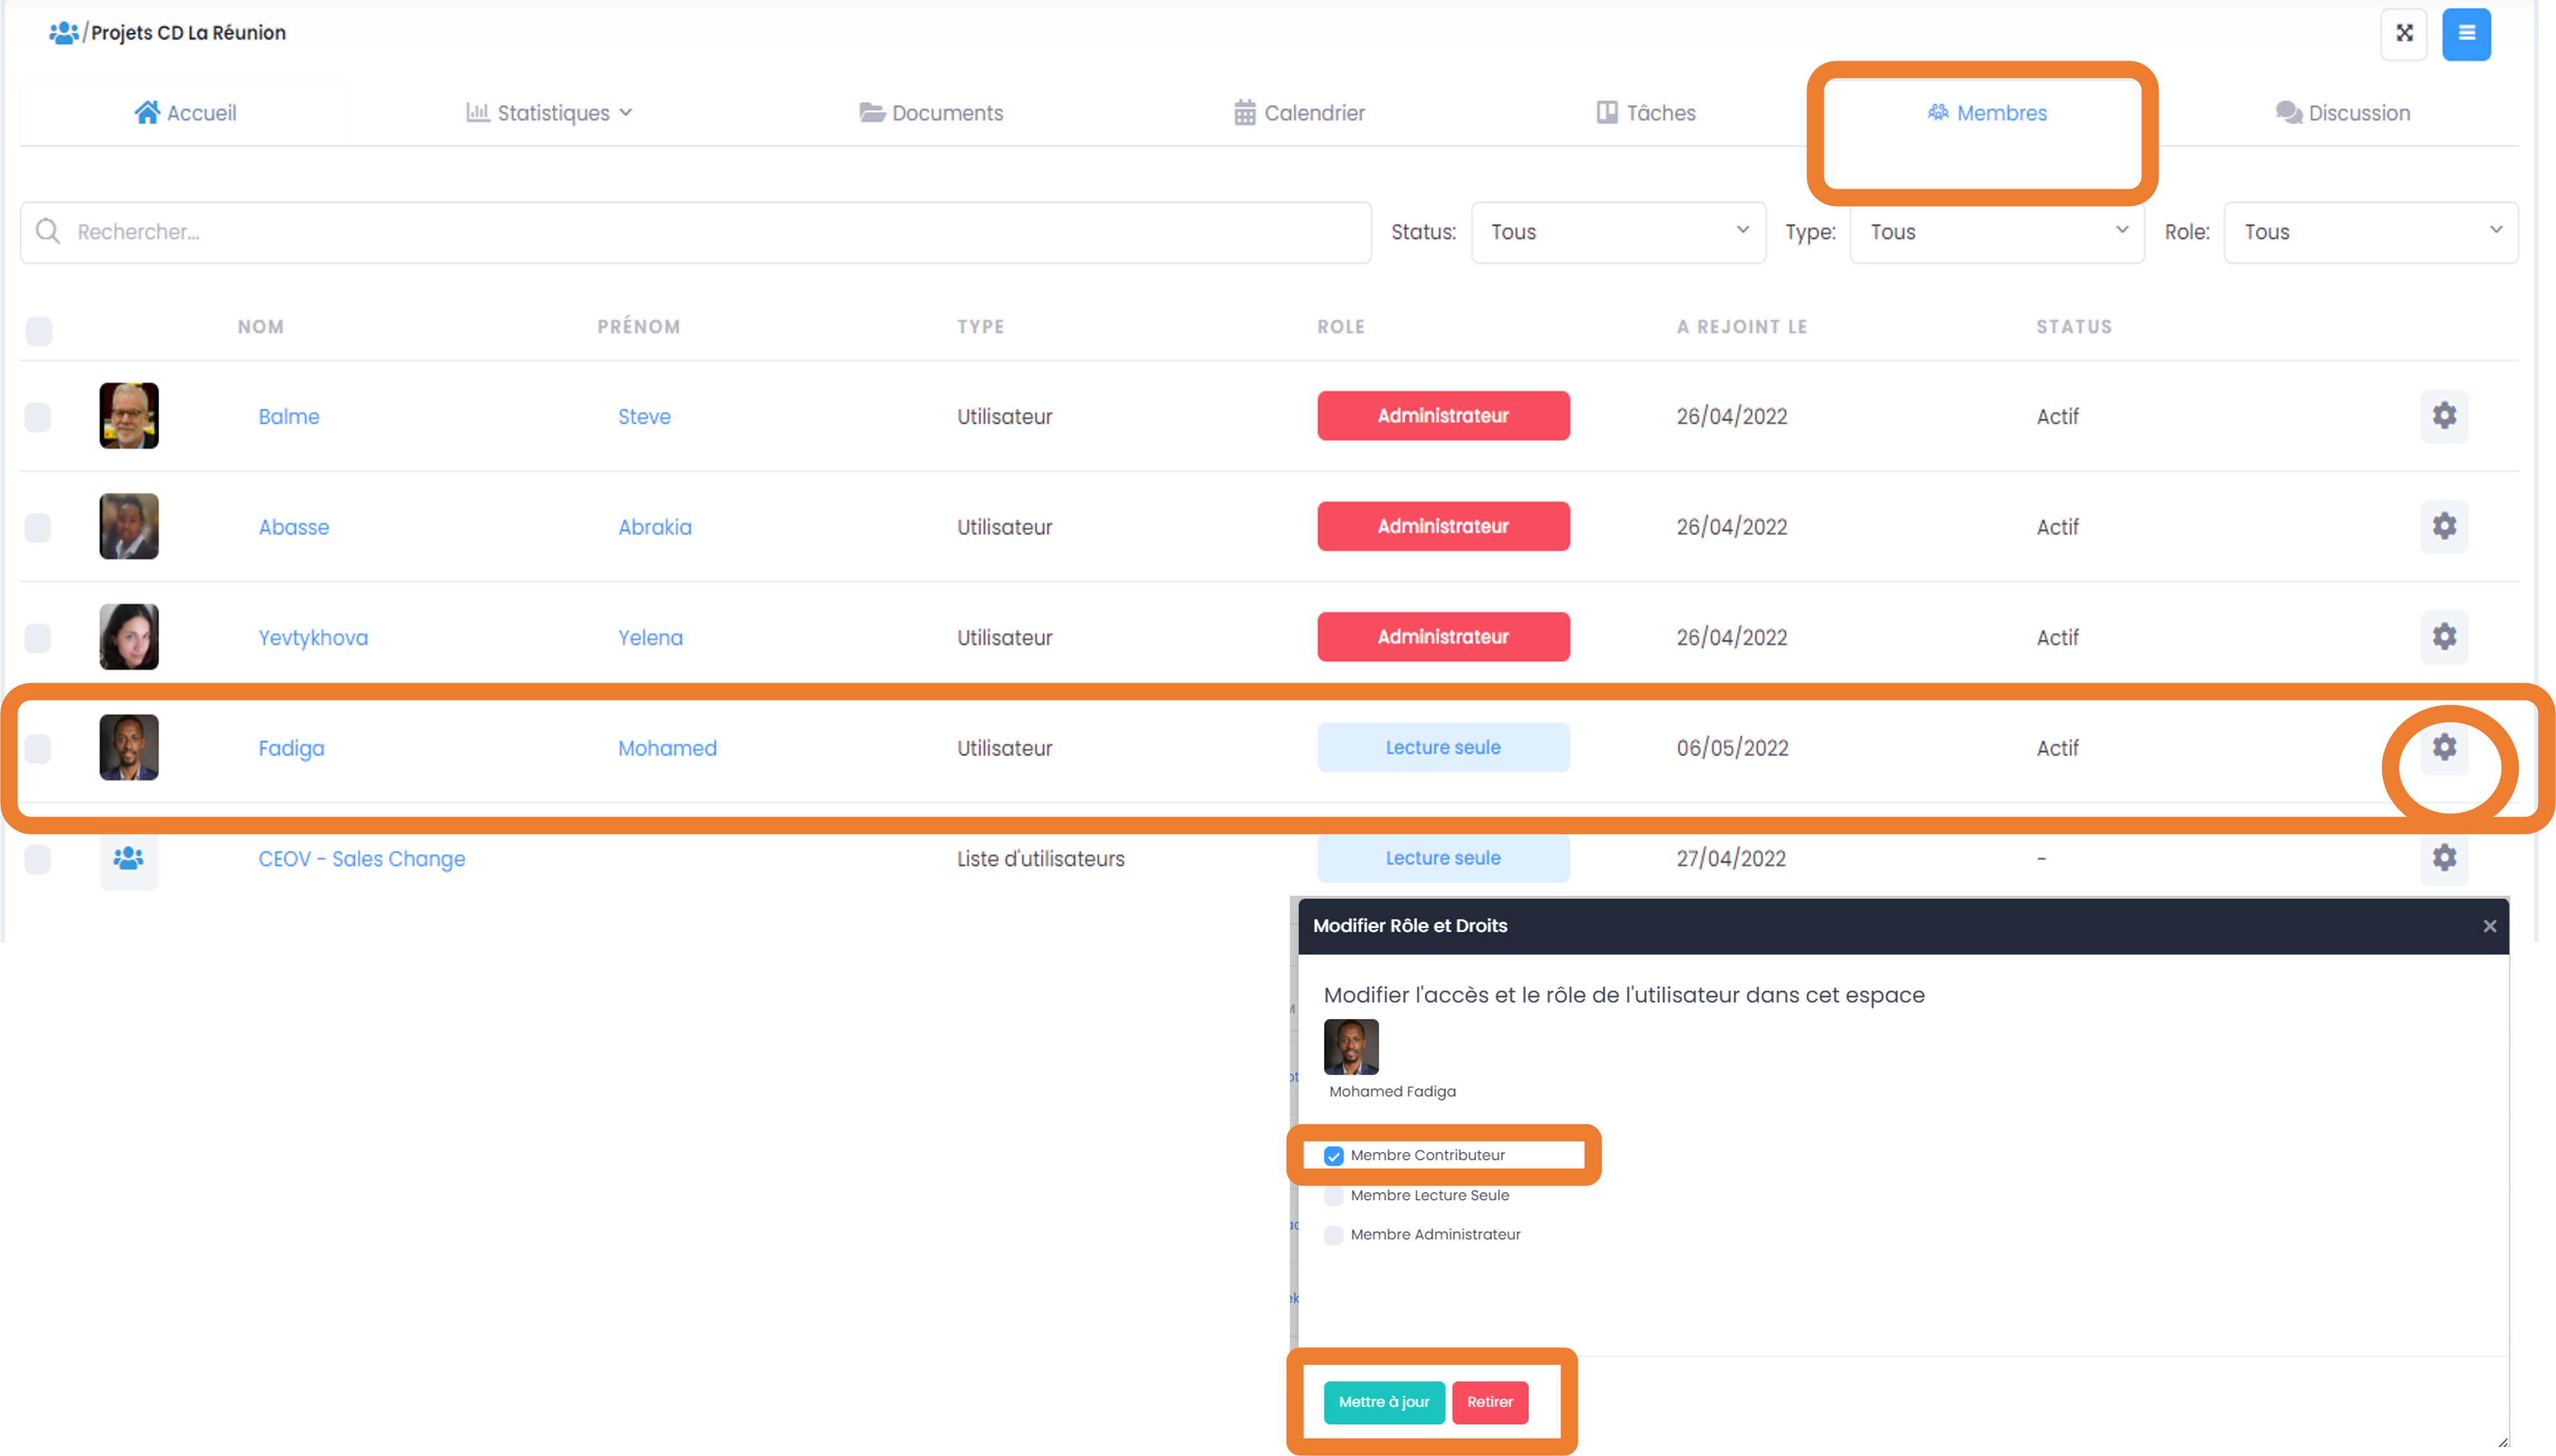 /Projets CD La Réunion
Accueil Statistiques Documents Calendrier Tâches Membres Discussion
Rechercher... Status: Tous Type: Tous Role: Tous
NOM PRÉNOM TYPE ROLE A REJOINT LE STATUS
Balme Steve Utilisateur Administrateur 26/04/2022 Actif
Abasse Abrakia Utilisateur Administrateur 26/04/2022 Actif
Yevtykhova Yelena Utilisateur Administrateur 26/04/2022 Actif
Fadiga Mohamed Utilisateur Lecture seule 06/05/2022 Actif
CEOV - Sales Change Liste d'utilisateurs Lecture seule 27/04/2022 -
Modifier Rôle et Droits
Modifier l'accès et le rôle de l'utilisateur dans cet espace
Mohamed Fadiga
Membre Contributeur
Membre Lecture Seule
Membre Administrateur
Mettre à jour Retirer